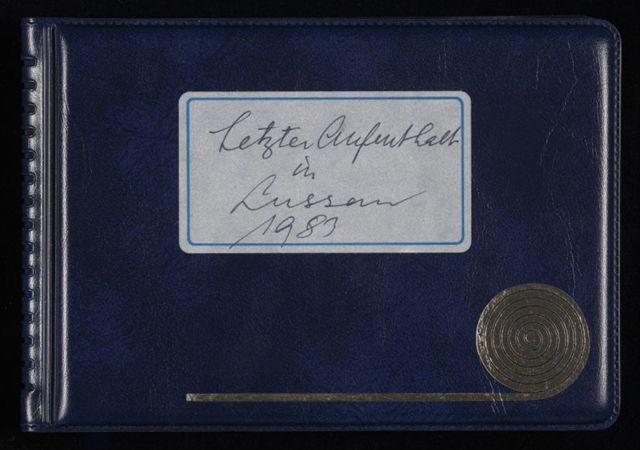 Letzter Aufenthalt
in
Lussan
1983